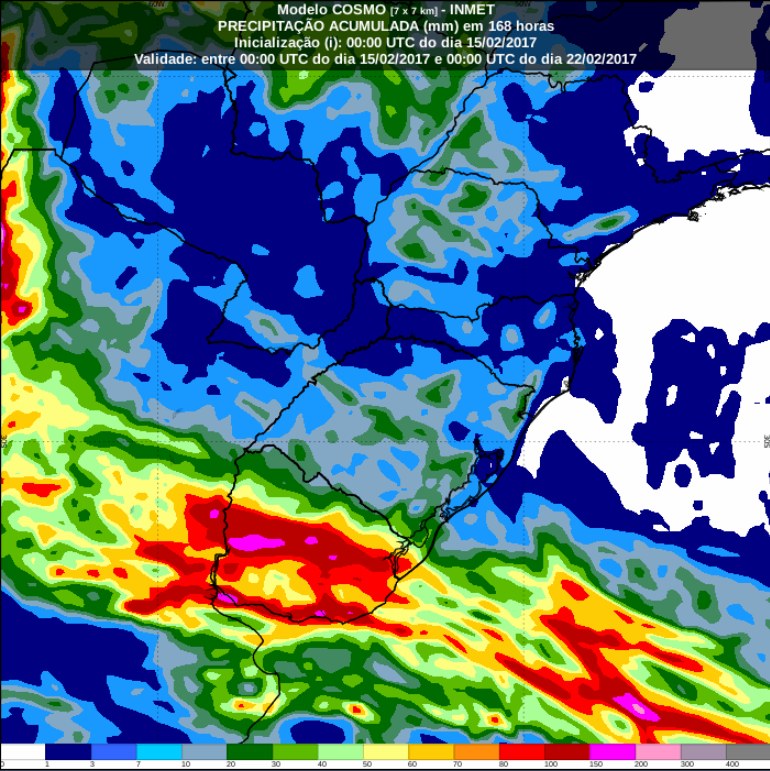 Modelo COSMO [7 x 7 km] - INMET
PRECIPITAÇÃO ACUMULADA (mm) em 168 horas
Inicialização (i): 00:00 UTC do dia 15/02/2017
Validade: entre 00:00 UTC do dia 15/02/2017 e 00:00 UTC do dia 22/02/2017
0 1 3 7 10 20 30 40 50 60 70 80 100 150 200 300 400